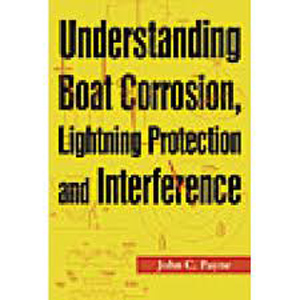 Understanding
Boat Corrosion,
Lightning Protection
and Interference
John C. Payne